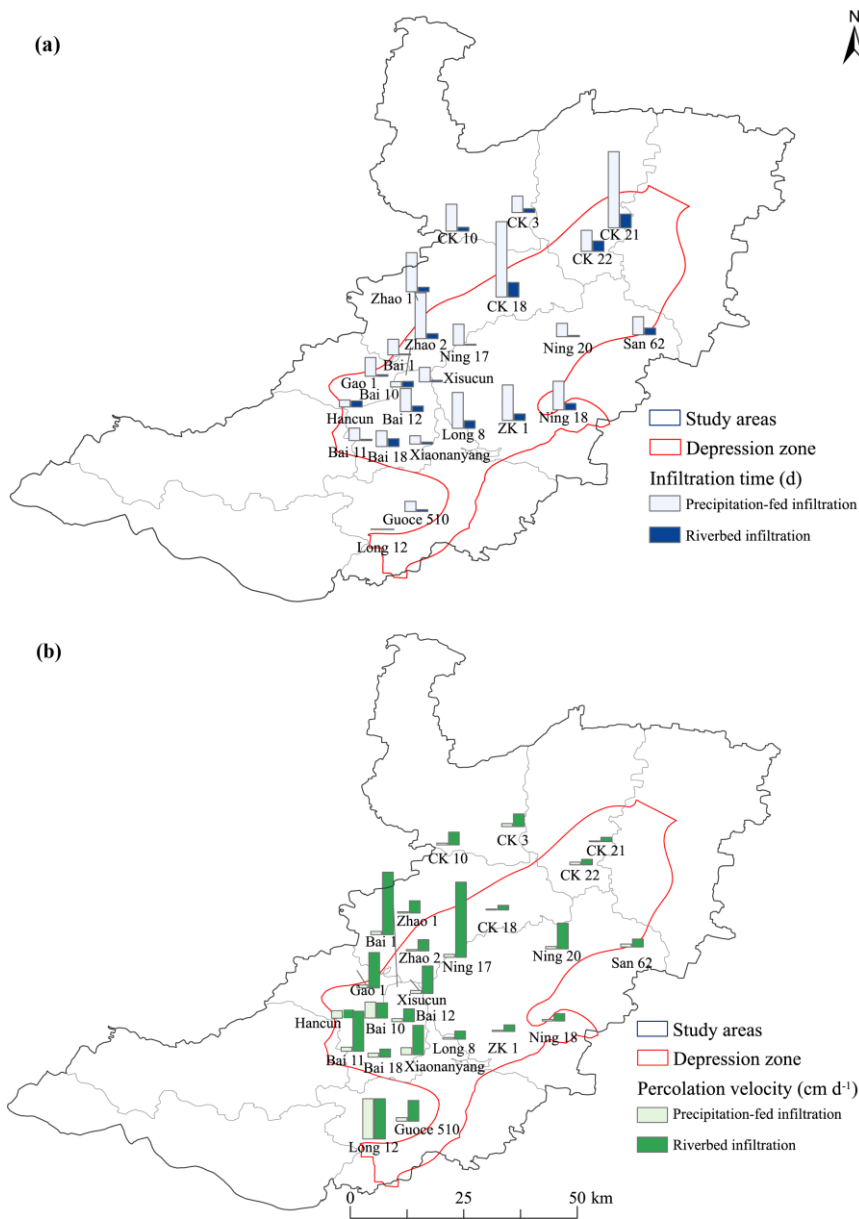 (a)
N
CK 3
CK 10
CK 21
CK 22
Zhao 1
CK 18
Zhao 2
Ning 17
Ning 20
San 62
Bai 1
Gao 1
Xisucun
Bai 10
Hancun
Bai 12
Long 8
ZK 1
Ning 18
Bai 11
Bai 18
Xiaonanyang
Guoce 510
Long 12
Study areas
Depression zone
Infiltration time (d)
Precipitation-fed infiltration
Riverbed infiltration
(b)
CK 3
CK 10
CK 21
CK 22
Zhao 1
CK 18
Bai 1
Zhao 2
Ning 17
Ning 20
San 62
Gao 1
Xisucun
Hancun
Bai 10
Bai 12
Ning 18
Long 8
ZK 1
Bai 11
Bai 18
Xiaonanyang
Guoce 510
Long 12
Study areas
Depression zone
Percolation velocity (cm d⁻¹)
Precipitation-fed infiltration
Riverbed infiltration
0 25 50 km